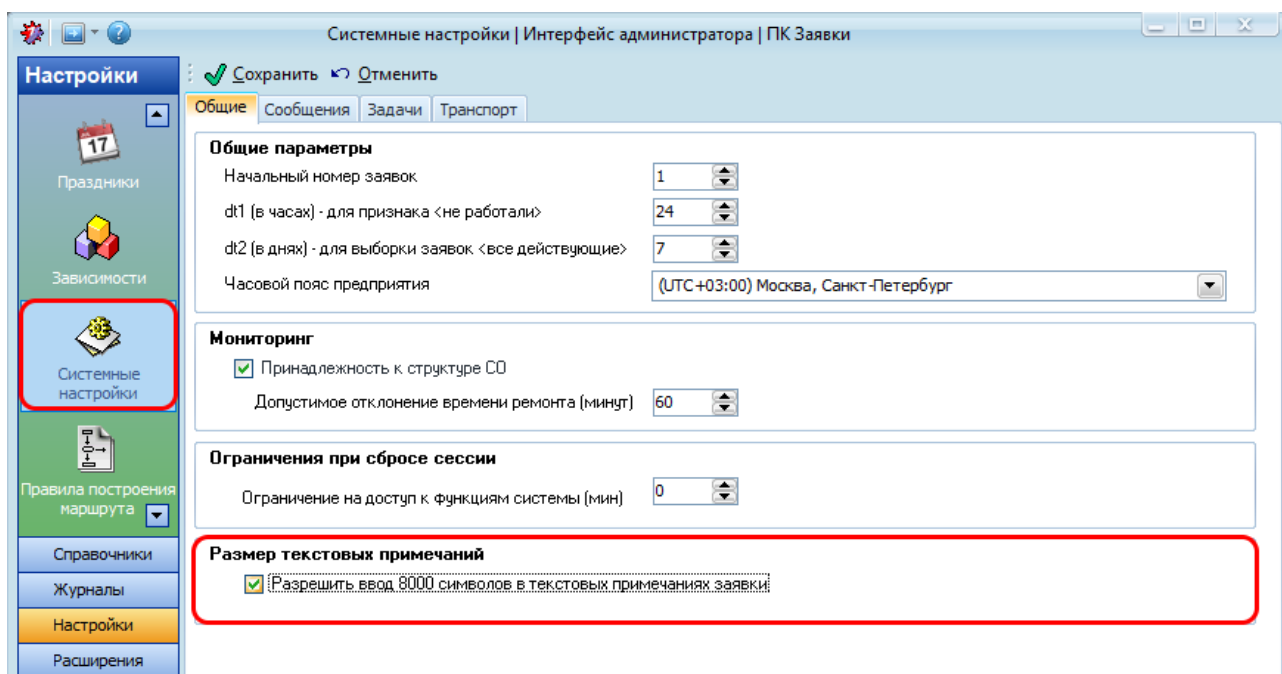 Системные настройки | Интерфейс администратора | ПК Заявки
Настройки
Сохранить Отменить
Общие Сообщения Задачи Транспорт
17
Праздники
Зависимости
Системные
настройки
Правила построения
маршрута
Справочники
Журналы
Настройки
Расширения
Общие параметры
Начальный номер заявок 1
dt1 (в часах) - для признака <не работали> 24
dt2 (в днях) - для выборки заявок <все действующие> 7
Часовой пояс предприятия (UTC+03:00) Москва, Санкт-Петербург
Мониторинг
Принадлежность к структуре СО
Допустимое отклонение времени ремонта (минут) 60
Ограничения при сбросе сессии
Ограничение на доступ к функциям системы (мин) 0
Размер текстовых примечаний
Разрешить ввод 8000 символов в текстовых примечаниях заявки